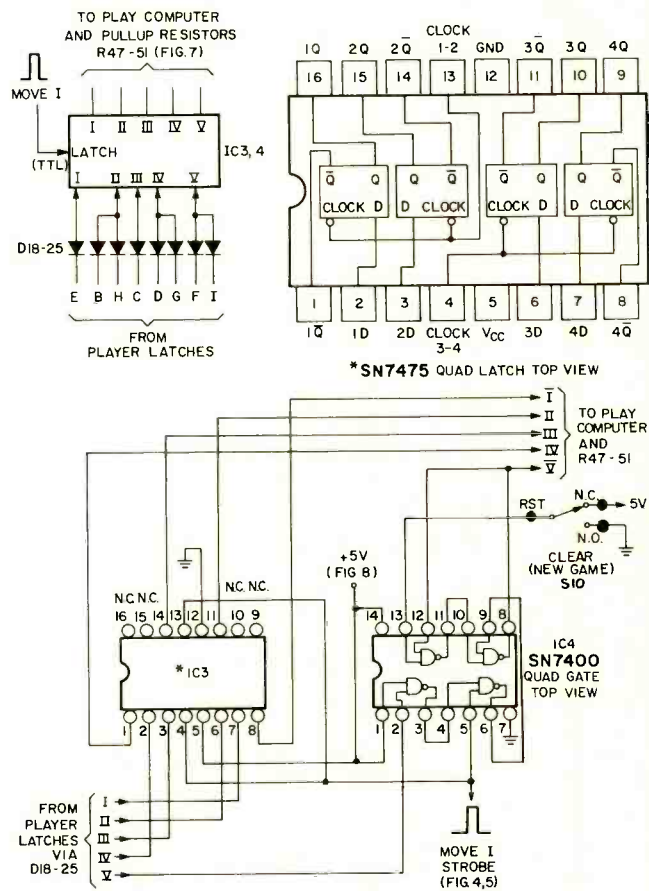 TO PLAY COMPUTER
AND PULLUP RESISTORS
R47-51 (FIG.7)
MOVE I
I II III IV V
LATCH
(TTL)
IC3, 4
I II III IV V
D18-25
E B H C D G F I
FROM
PLAYER LATCHES
CLOCK
1Q 2Q 2Q̅ 1-2 GND 3Q̅ 3Q 4Q
16 15 14 13 12 11 10 9
Q̅ Q Q Q̅ Q̅ Q Q Q̅
CLOCK D D CLOCK CLOCK D D CLOCK
1 2 3 4 5 6 7 8
1Q̅ 1D 2D CLOCK VCC 3D 4D 4Q̅
3-4
*SN7475 QUAD LATCH TOP VIEW
I̅
II
III
IV
V̅
TO PLAY
COMPUTER
AND
R47-51
RST
N.C.
5V
N.O.
CLEAR
(NEW GAME)
S10
+5V
(FIG 8)
N.C. N.C. N.C. N.C.
16 15 14 13 12 11 10 9
*IC3
1 2 3 4 5 6 7 8
14 13 12 11 10 9 8
1 2 3 4 5 6 7
IC4
SN7400
QUAD GATE
TOP VIEW
FROM
PLAYER
LATCHES
VIA
D18-25
I
II
III
IV
V
MOVE I
STROBE
(FIG.4,5)